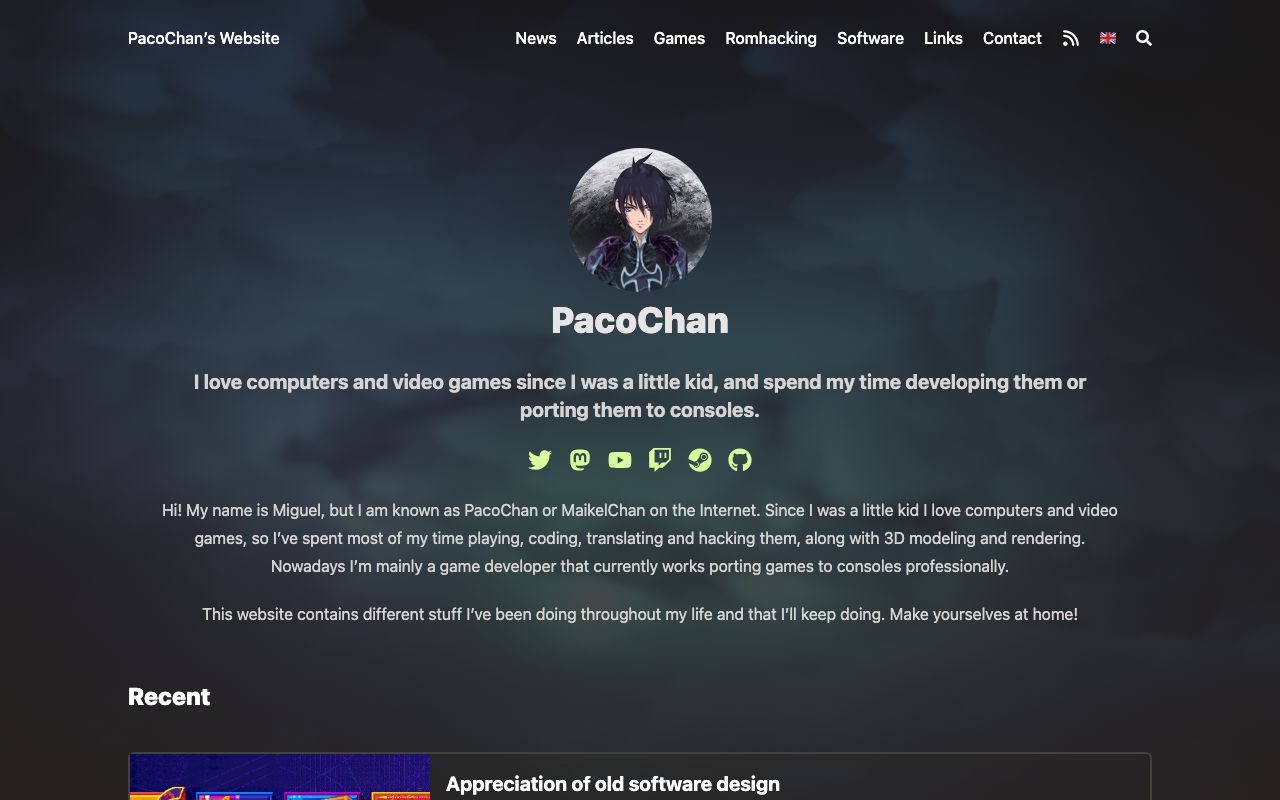 PacoChan's Website
News Articles Games Romhacking Software Links Contact
PacoChan
I love computers and video games since I was a little kid, and spend my time developing them or
porting them to consoles.
Hi! My name is Miguel, but I am known as PacoChan or MaikelChan on the Internet. Since I was a little kid I love computers and video
games, so I've spent most of my time playing, coding, translating and hacking them, along with 3D modeling and rendering.
Nowadays I'm mainly a game developer that currently works porting games to consoles professionally.
This website contains different stuff I've been doing throughout my life and that I'll keep doing. Make yourselves at home!
Recent
Appreciation of old software design